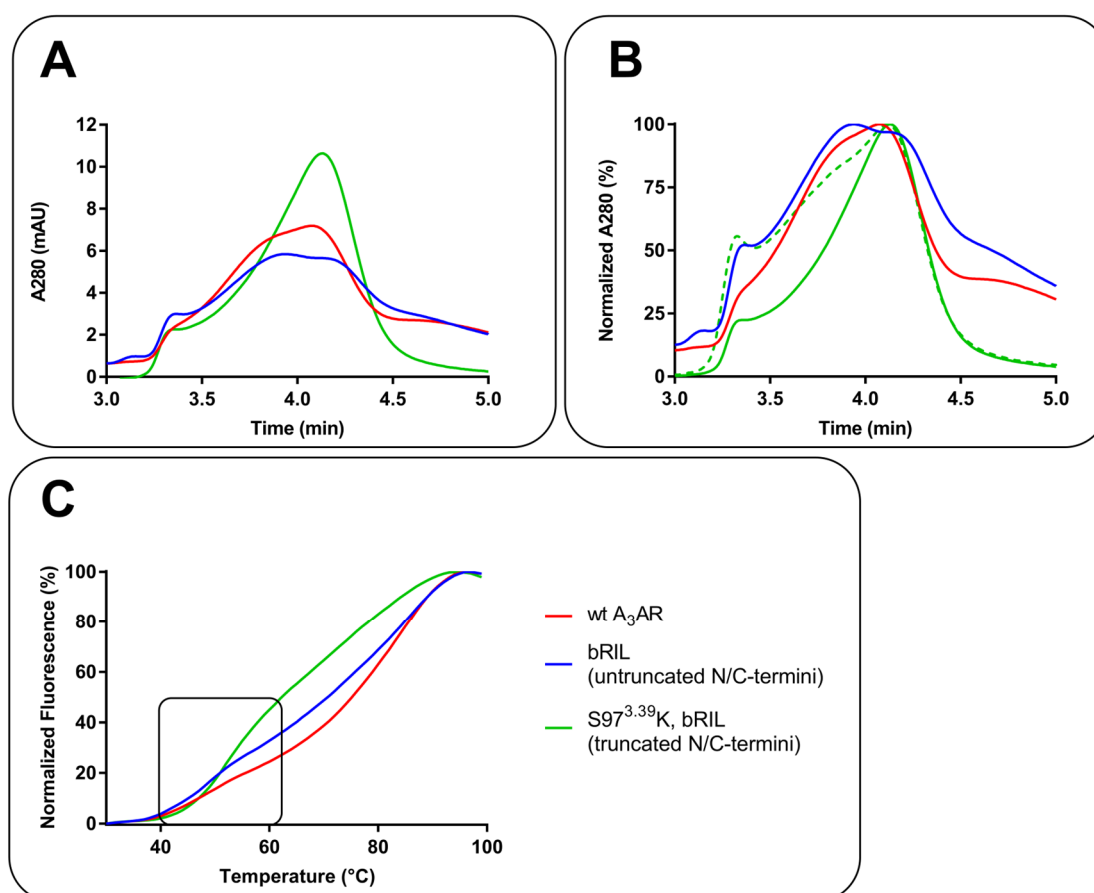 A
A280 (mAU)
12
10
8
6
4
2
0
3.0 3.5 4.0 4.5 5.0
Time (min)
B
Normalized A280 (%)
100
75
50
25
0
3.0 3.5 4.0 4.5 5.0
Time (min)
C
Normalized Fluorescence (%)
100
80
60
40
20
0
40 60 80 100
Temperature (°C)
wt A₃AR
bRIL
(untruncated N/C-termini)
S97³·³⁹K, bRIL
(truncated N/C-termini)